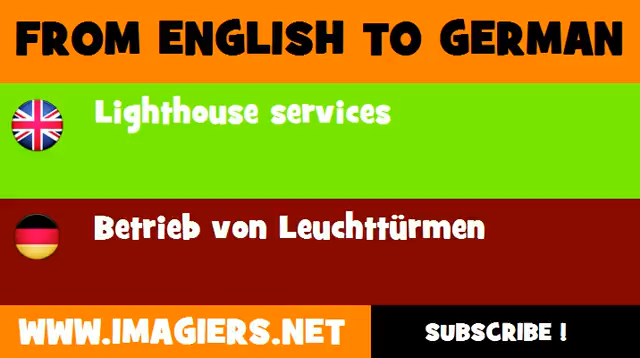 FROM ENGLISH TO GERMAN
Lighthouse services
Betrieb von Leuchttürmen
WWW.IMAGIERS.NET
SUBSCRIBE !